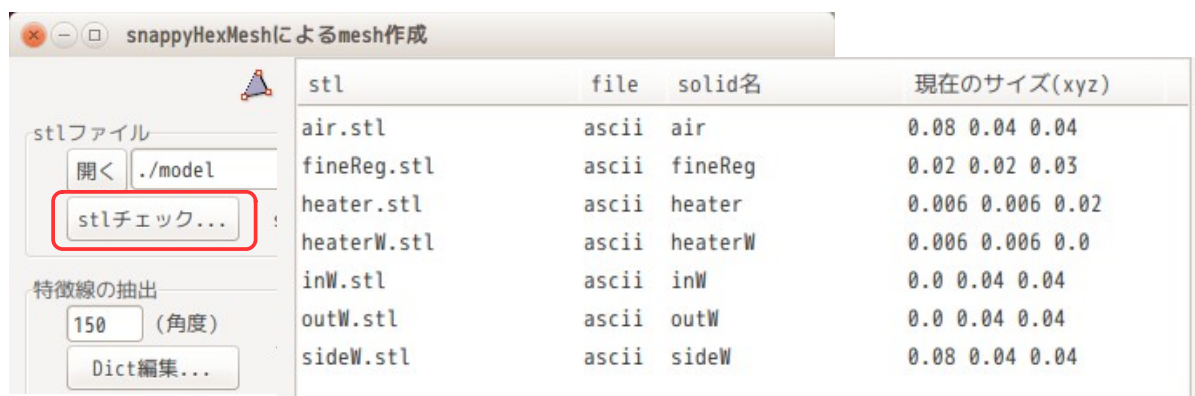 snappyHexMeshによるmesh作成
stlファイル
開く ./model
stlチェック...
特徴線の抽出
150 (角度)
Dict編集...
stl file solid名 現在のサイズ(xyz)
air.stl ascii air 0.08 0.04 0.04
fineReg.stl ascii fineReg 0.02 0.02 0.03
heater.stl ascii heater 0.006 0.006 0.02
heaterW.stl ascii heaterW 0.006 0.006 0.0
inW.stl ascii inW 0.0 0.04 0.04
outW.stl ascii outW 0.0 0.04 0.04
sideW.stl ascii sideW 0.08 0.04 0.04